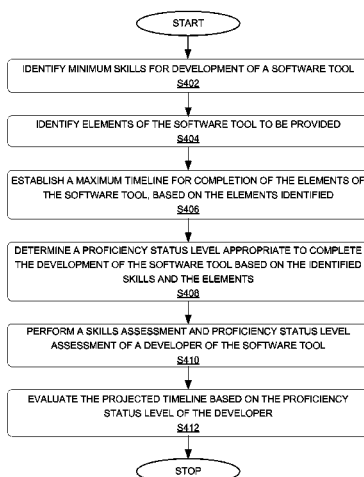 START
IDENTIFY MINIMUM SKILLS FOR DEVELOPMENT OF A SOFTWARE TOOL
S402
IDENTIFY ELEMENTS OF THE SOFTWARE TOOL TO BE PROVIDED
S404
ESTABLISH A MAXIMUM TIMELINE FOR COMPLETION OF THE ELEMENTS OF
THE SOFTWARE TOOL, BASED ON THE ELEMENTS IDENTIFIED
S406
DETERMINE A PROFICIENCY STATUS LEVEL APPROPRIATE TO COMPLETE
THE DEVELOPMENT OF THE SOFTWARE TOOL BASED ON THE IDENTIFIED
SKILLS AND THE ELEMENTS
S408
PERFORM A SKILLS ASSESSMENT AND PROFICIENCY STATUS LEVEL
ASSESSMENT OF A DEVELOPER OF THE SOFTWARE TOOL
S410
EVALUATE THE PROJECTED TIMELINE BASED ON THE PROFICIENCY
STATUS LEVEL OF THE DEVELOPER
S412
STOP